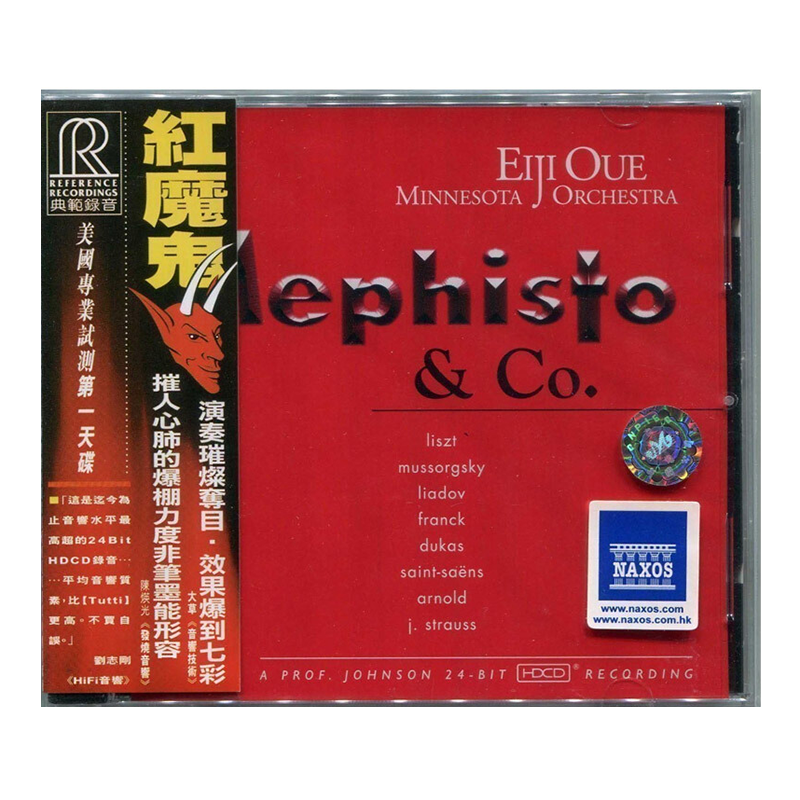 REFERENCE
RECORDINGS
典範錄音
紅魔鬼
美國專業試測第一天碟
演奏璀燦奪目．效果爆到七彩
大草《音響技術》
摧人心肺的爆棚力度非筆墨能形容
陳煐光《發燒音響》
■「這是迄今為
止音響水平最
高超的24Bit
HDCD錄音…
…平均音響質
素，比[Tutti]
更高。不買自
誤。」
劉志剛
《HiFi音響》
EIJI OUE
MINNESOTA ORCHESTRA
Mephisto
& Co.
liszt
mussorgsky
liadov
franck
dukas
saint-saëns
arnold
j. strauss
NAXOS
www.naxos.com
www.naxos.com.hk
A PROF. JOHNSON 24-BIT HDCD® RECORDING